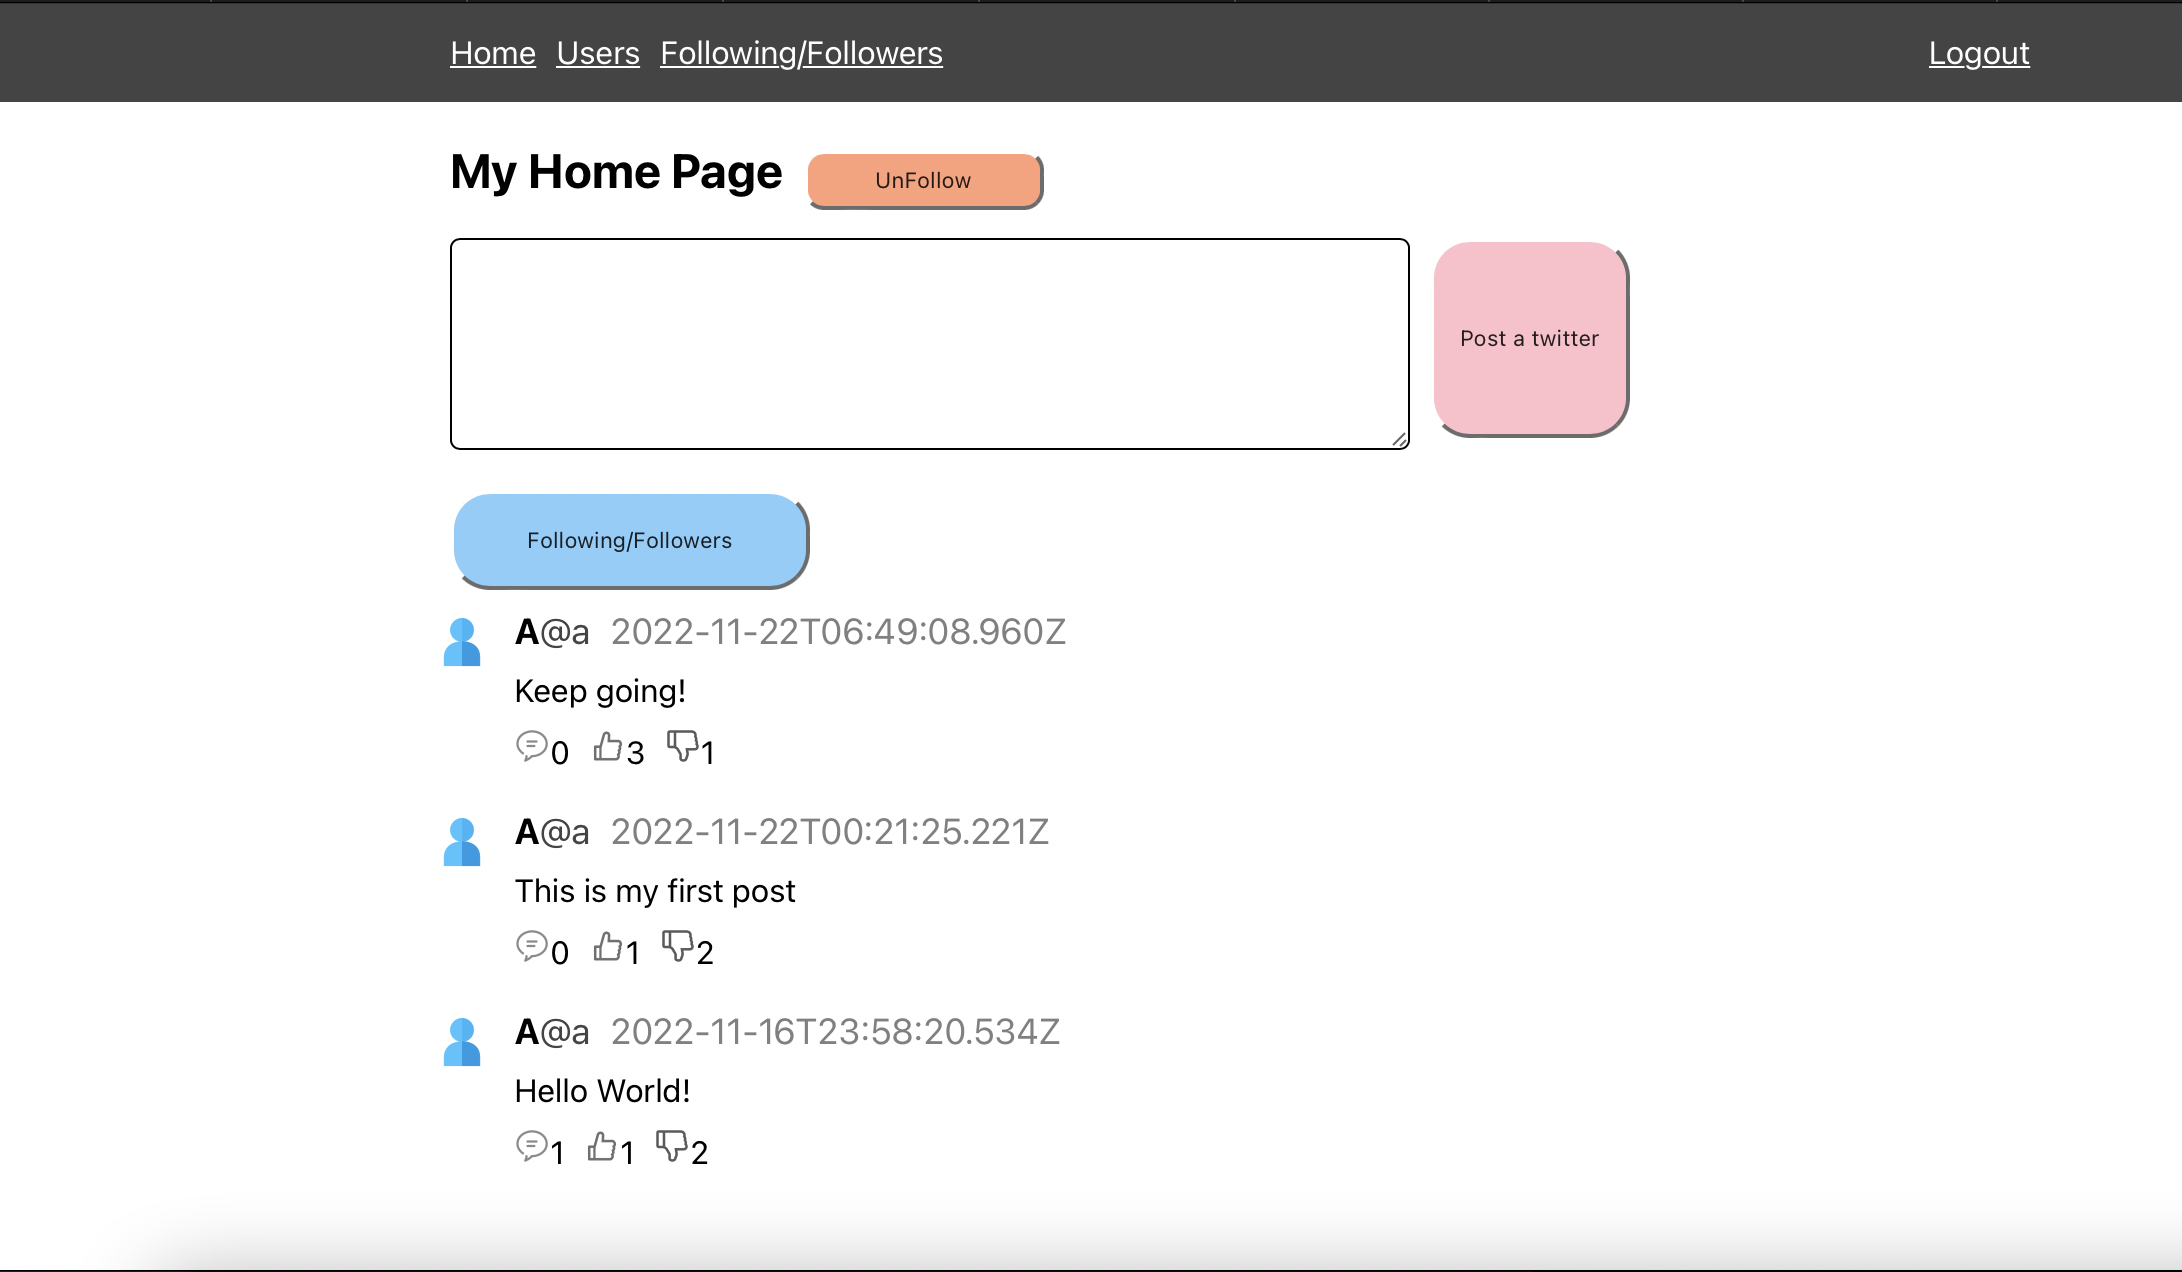 Home Users Following/Followers Logout
My Home Page UnFollow
Post a twitter
Following/Followers
A@a 2022-11-22T06:49:08.960Z
Keep going!
0 3 1
A@a 2022-11-22T00:21:25.221Z
This is my first post
0 1 2
A@a 2022-11-16T23:58:20.534Z
Hello World!
1 1 2